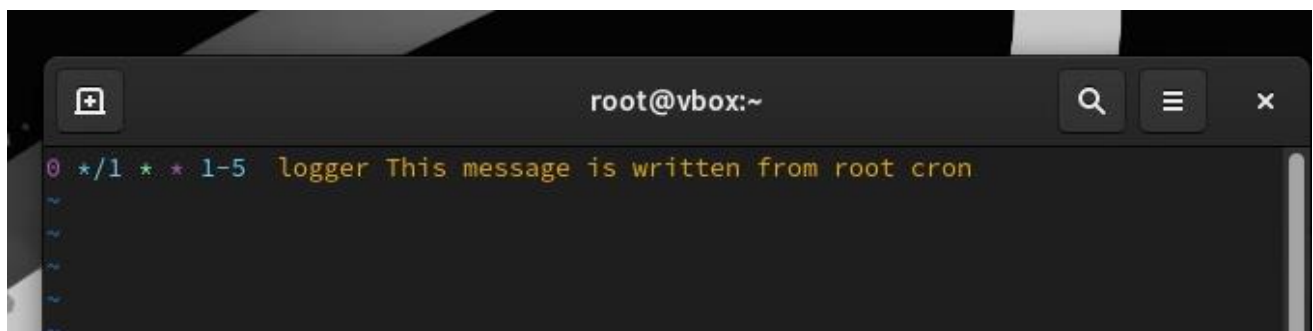 root@vbox:~
0 */1 * * 1-5  logger This message is written from root cron
~
~
~
~
~